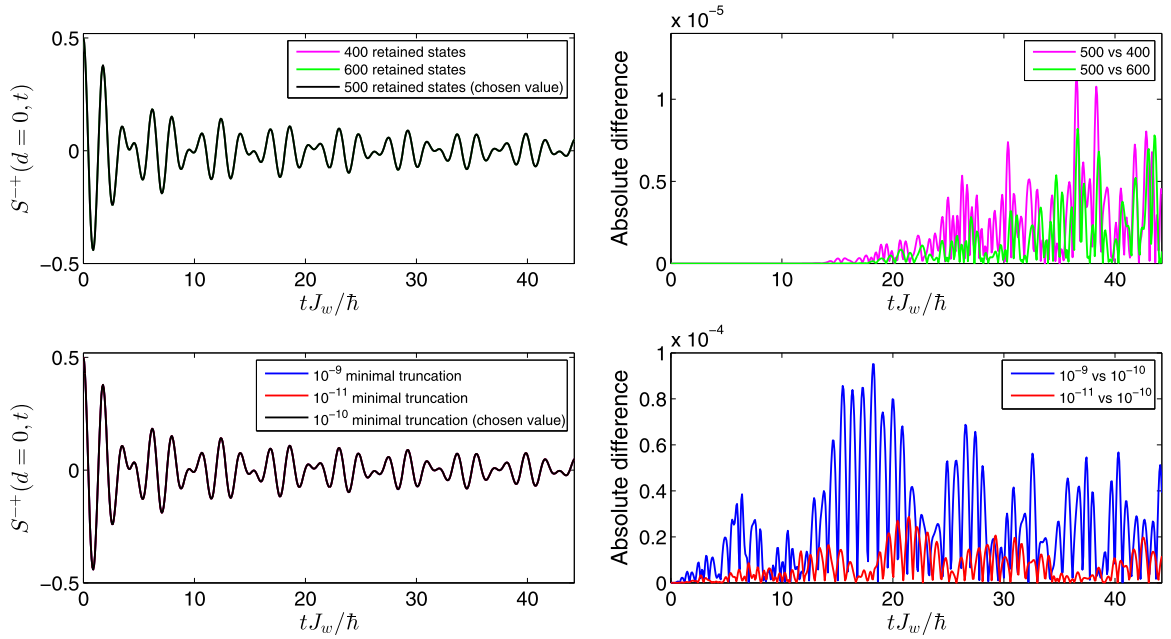 0.5
0
−0.5
S⁻⁺(d = 0, t)
400 retained states
600 retained states
500 retained states (chosen value)
0 10 20 30 40
tJ_w/ħ
x 10⁻⁵
1
0.5
0
Absolute difference
500 vs 400
500 vs 600
0 10 20 30 40
tJ_w/ħ
0.5
0
−0.5
S⁻⁺(d = 0, t)
10⁻⁹ minimal truncation
10⁻¹¹ minimal truncation
10⁻¹⁰ minimal truncation (chosen value)
0 10 20 30 40
tJ_w/ħ
x 10⁻⁴
1
0.8
0.6
0.4
0.2
0
Absolute difference
10⁻⁹ vs 10⁻¹⁰
10⁻¹¹ vs 10⁻¹⁰
0 10 20 30 40
tJ_w/ħ